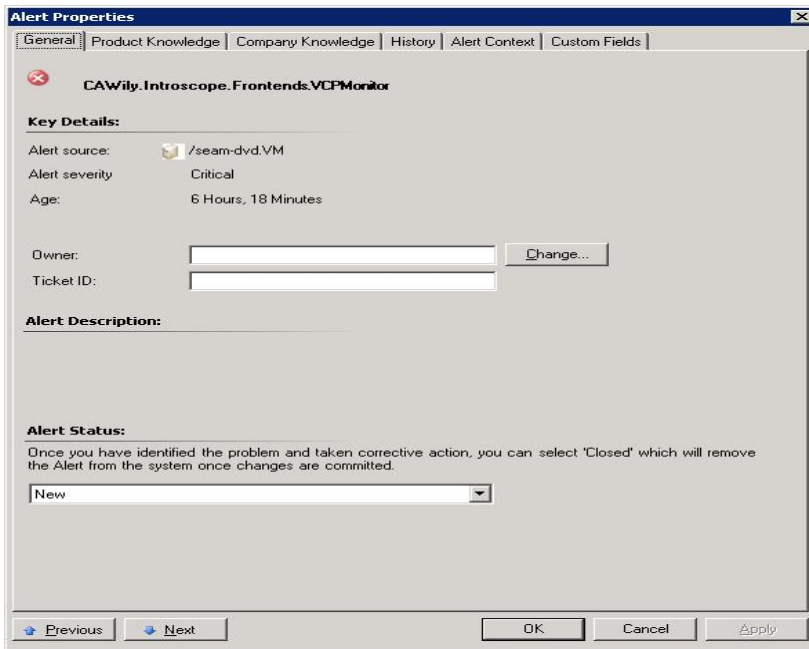 Alert Properties
General Product Knowledge Company Knowledge History Alert Context Custom Fields
CAWily.Introscope.Frontends.VCPMonitor
Key Details:
Alert source: /seam-dvd.VM
Alert severity Critical
Age: 6 Hours, 18 Minutes
Owner: Change...
Ticket ID:
Alert Description:
Alert Status:
Once you have identified the problem and taken corrective action, you can select 'Closed' which will remove
the Alert from the system once changes are committed.
New
Previous Next OK Cancel Apply